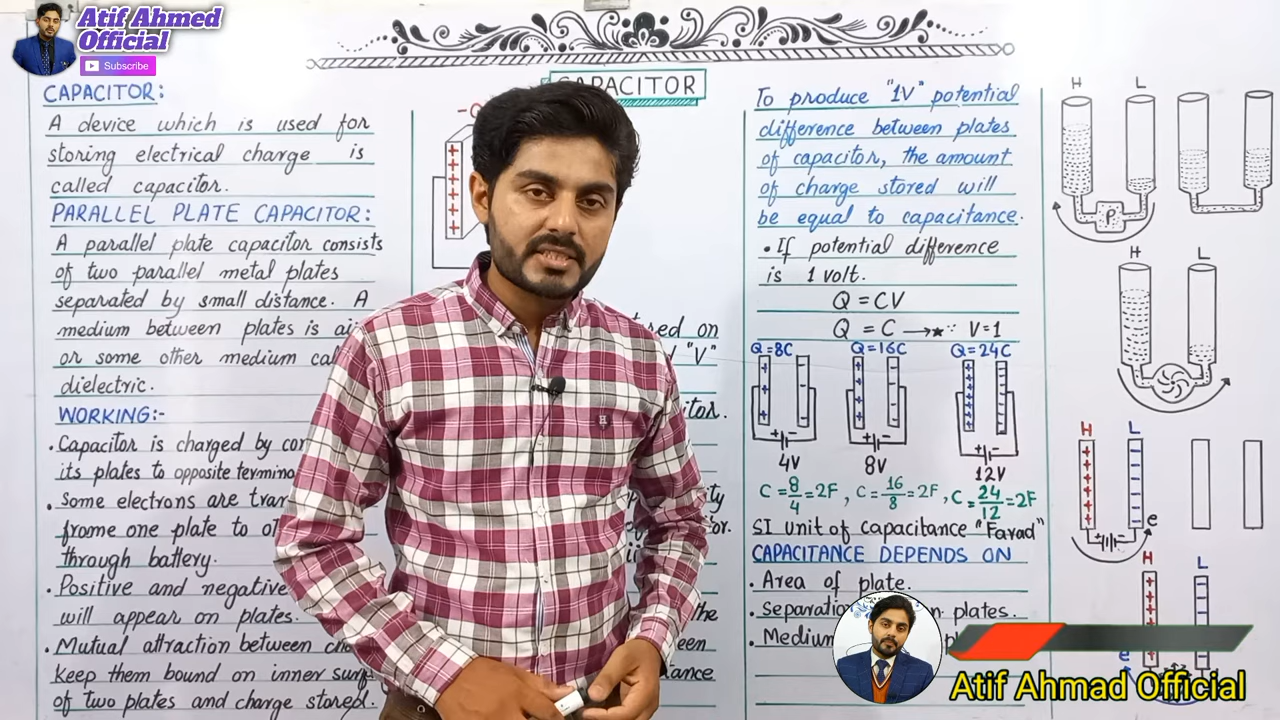 Atif Ahmed
Official
Subscribe
CAPACITOR
CAPACITOR:
A device which is used for
storing electrical charge is
called capacitor.
PARALLEL PLATE CAPACITOR:
A parallel plate capacitor consists
of two parallel metal plates
separated by small distance. A
medium between plates is
or some other medium
dielectric.
WORKING:-
• Capacitor is charged by
its plates to opposite
• Some electrons are
frome one plate to
through battery.
• Positive and negative
will appear on plates.
• Mutual attraction between
keep them bound on inner
of two plates and charge stored.
+
+
+
+
+
+
on
"V"
the
To produce "1V" potential
difference between plates
of capacitor, the amount
of charge stored will
be equal to capacitance.
• If potential difference
is 1 volt.
Q = CV
Q = C ⟶★∵ V=1
Q=8C Q=16C Q=24C
+ - + - + -
4V 8V 12V
C=8/4=2F, C=16/8=2F, C=24/12=2F
SI unit of capacitance "Farad"
CAPACITANCE DEPENDS ON
• Area of plate.
• plates.
• Medium
H L
P
H L
H L
e
H L
e
Atif Ahmad Official